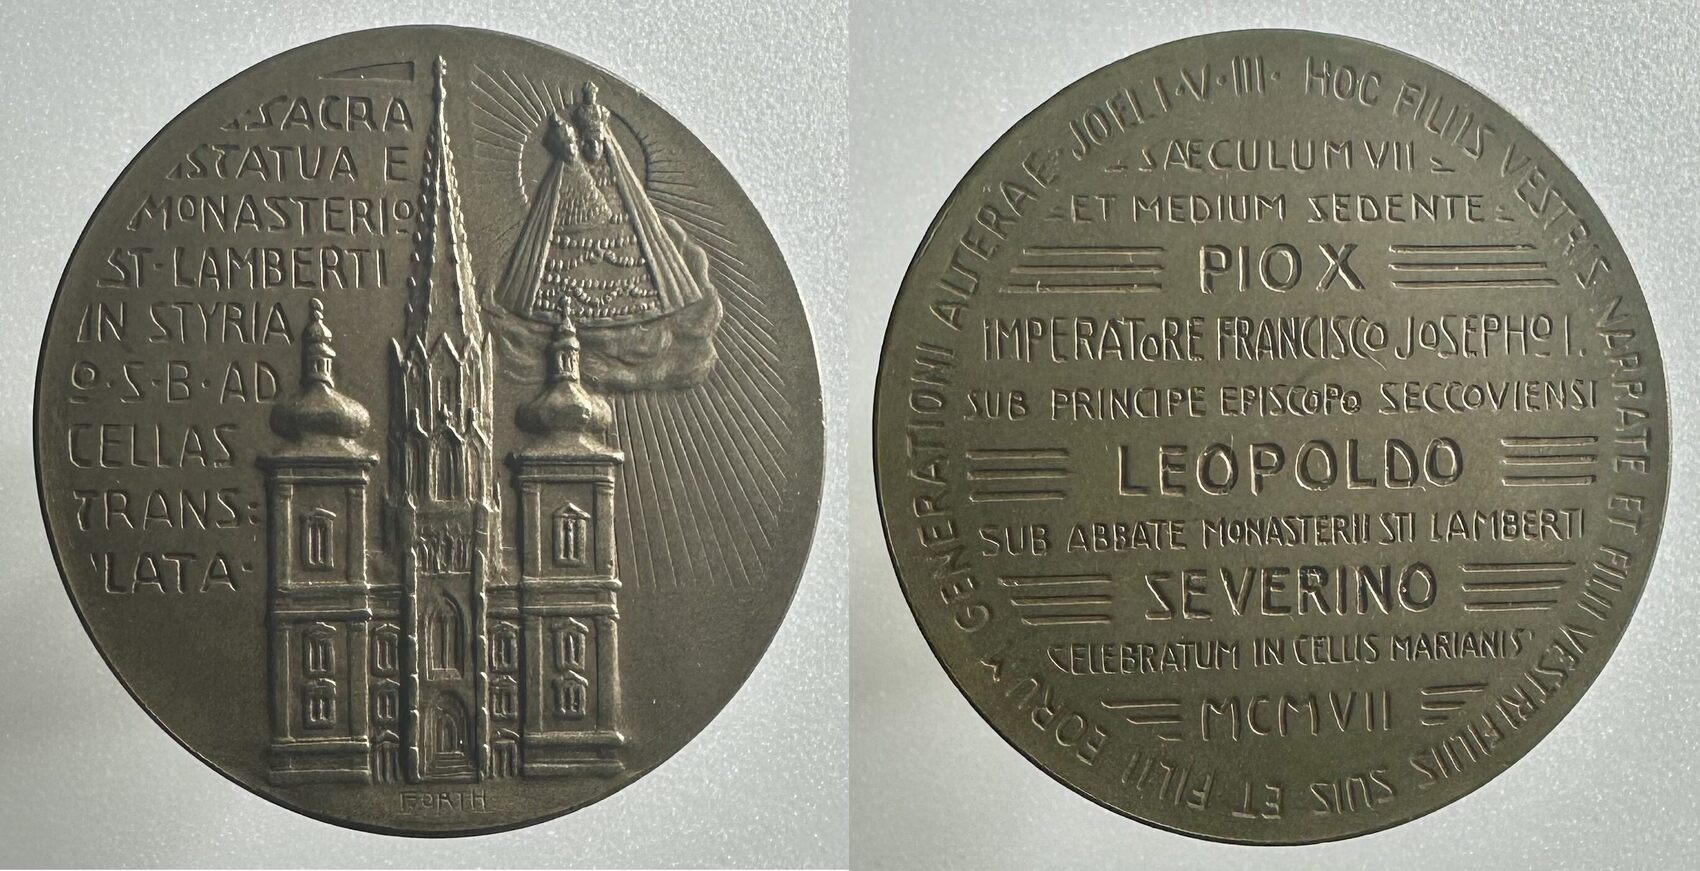 SACRA
STATUA E
MONASTERIO
ST·LAMBERTI
IN STYRIA
O·S·B·AD
CELLAS
TRANS:
LATA·
FORTH
JOEL I·V·III· HOC FILIIS VESTRIS NARRATE ET FILII VESTRI FILIIS SUIS ET FILII EORUM GENERATIONI ALTERAE·
SAECULUM VII
ET MEDIUM SEDENTE
PIO X
IMPERATORE FRANCISCO JOSEPHO I.
SUB PRINCIPE EPISCOPO SECCOVIENSI
LEOPOLDO
SUB ABBATE MONASTERII STI LAMBERTI
SEVERINO
CELEBRATUM IN CELLIS MARIANIS
MCMVII